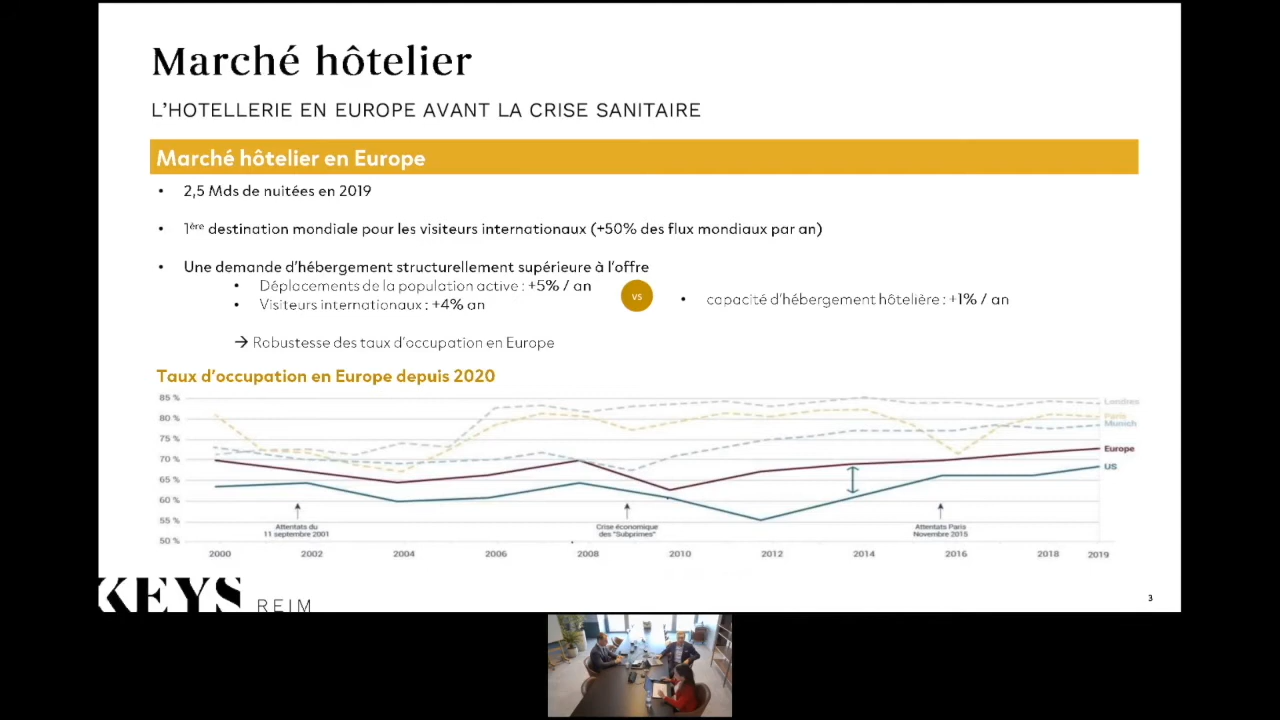 Marché hôtelier
L'HOTELLERIE EN EUROPE AVANT LA CRISE SANITAIRE
Marché hôtelier en Europe
• 2,5 Mds de nuitées en 2019
• 1ère destination mondiale pour les visiteurs internationaux (+50% des flux mondiaux par an)
• Une demande d'hébergement structurellement supérieure à l'offre
• Déplacements de la population active : +5% / an
• Visiteurs internationaux : +4% an
vs
• capacité d'hébergement hôtelière : +1% / an
→ Robustesse des taux d'occupation en Europe
Taux d'occupation en Europe depuis 2020
85 %
80 %
75 %
70 %
65 %
60 %
55 %
50 %
Londres
Paris
Munich
Europe
US
Attentats du
11 septembre 2001
Crise économique
des "Subprimes"
Attentats Paris
Novembre 2015
2000 2002 2004 2006 2008 2010 2012 2014 2016 2018 2019
KEYS REIM
3